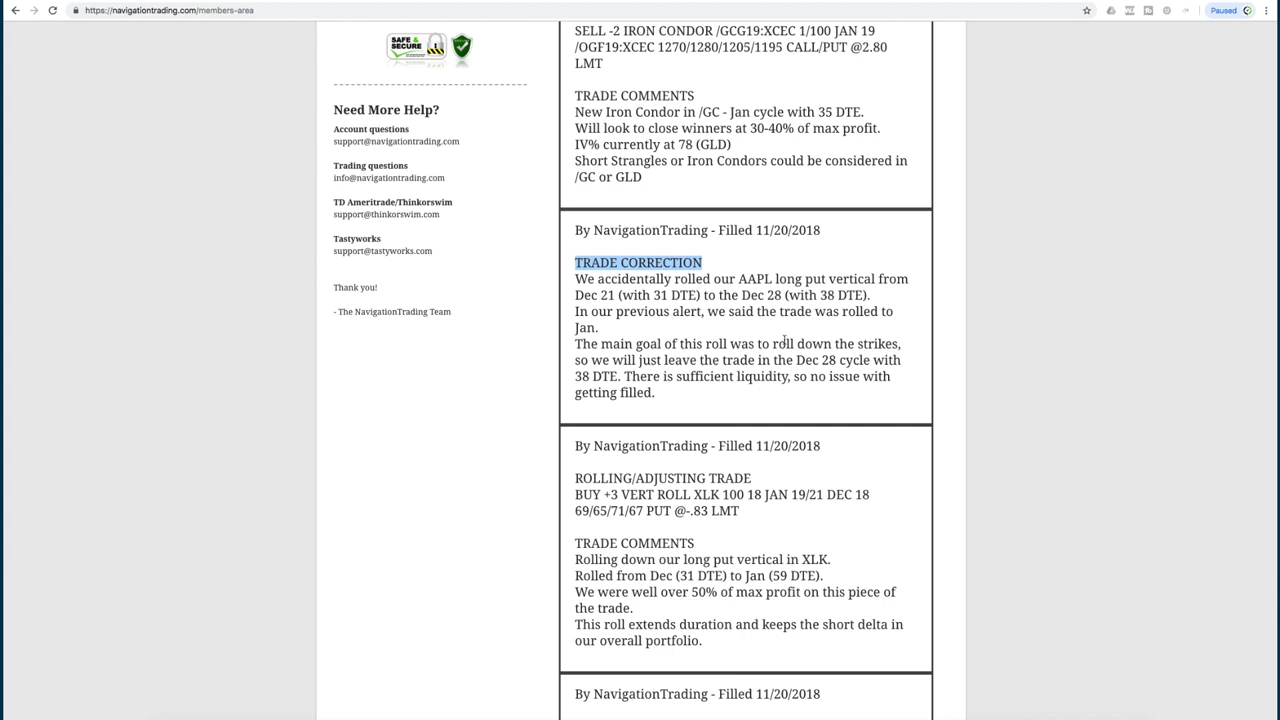 https://navigationtrading.com/members-area
Paused
SAFE &
SECURE
Need More Help?
Account questions
support@navigationtrading.com
Trading questions
info@navigationtrading.com
TD Ameritrade/Thinkorswim
support@thinkorswim.com
Tastyworks
support@tastyworks.com
Thank you!
- The NavigationTrading Team
SELL -2 IRON CONDOR /GCG19:XCEC 1/100 JAN 19
/OGF19:XCEC 1270/1280/1205/1195 CALL/PUT @2.80
LMT
TRADE COMMENTS
New Iron Condor in /GC - Jan cycle with 35 DTE.
Will look to close winners at 30-40% of max profit.
IV% currently at 78 (GLD)
Short Strangles or Iron Condors could be considered in
/GC or GLD
By NavigationTrading - Filled 11/20/2018
TRADE CORRECTION
We accidentally rolled our AAPL long put vertical from
Dec 21 (with 31 DTE) to the Dec 28 (with 38 DTE).
In our previous alert, we said the trade was rolled to
Jan.
The main goal of this roll was to roll down the strikes,
so we will just leave the trade in the Dec 28 cycle with
38 DTE. There is sufficient liquidity, so no issue with
getting filled.
By NavigationTrading - Filled 11/20/2018
ROLLING/ADJUSTING TRADE
BUY +3 VERT ROLL XLK 100 18 JAN 19/21 DEC 18
69/65/71/67 PUT @-.83 LMT
TRADE COMMENTS
Rolling down our long put vertical in XLK.
Rolled from Dec (31 DTE) to Jan (59 DTE).
We were well over 50% of max profit on this piece of
the trade.
This roll extends duration and keeps the short delta in
our overall portfolio.
By NavigationTrading - Filled 11/20/2018